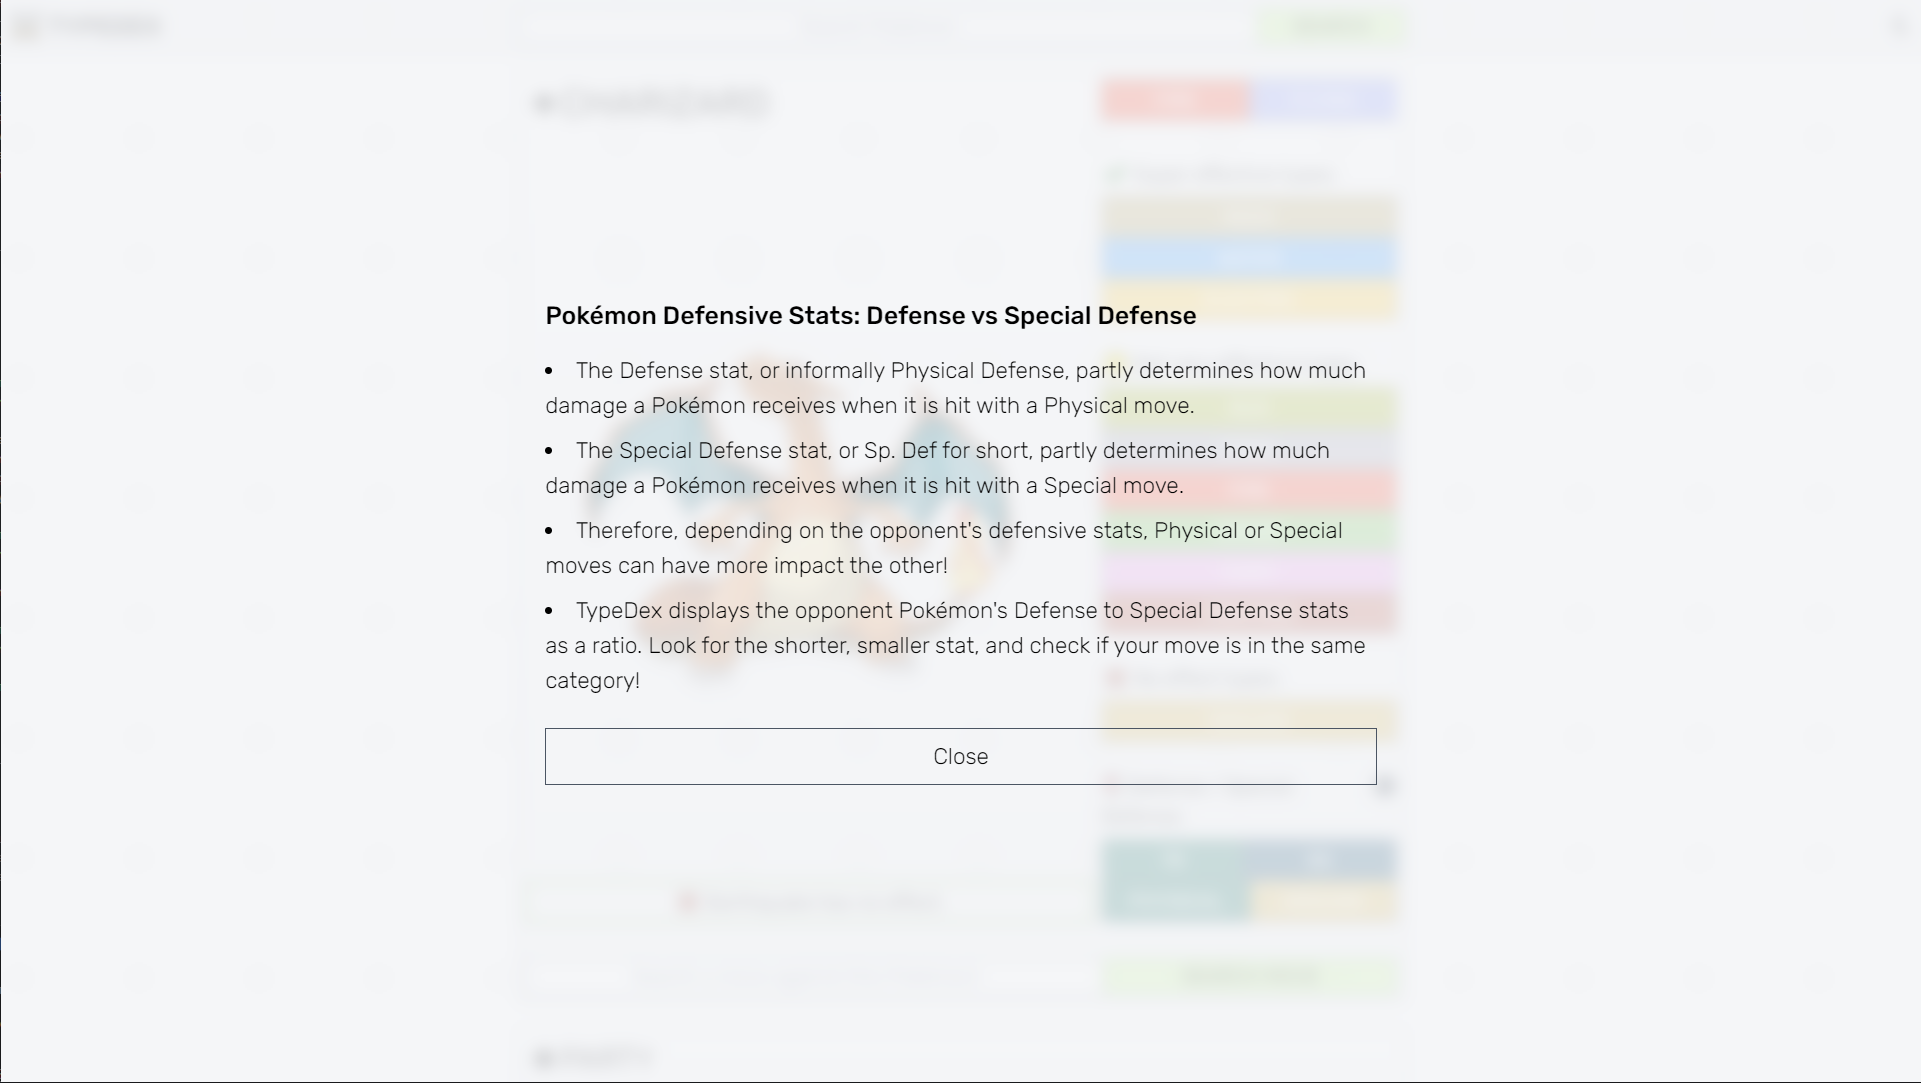 TYPEDEX
CHARIZARD
Pokémon Defensive Stats: Defense vs Special Defense
• The Defense stat, or informally Physical Defense, partly determines how much
damage a Pokémon receives when it is hit with a Physical move.
• The Special Defense stat, or Sp. Def for short, partly determines how much
damage a Pokémon receives when it is hit with a Special move.
• Therefore, depending on the opponent's defensive stats, Physical or Special
moves can have more impact the other!
• TypeDex displays the opponent Pokémon's Defense to Special Defense stats
as a ratio. Look for the shorter, smaller stat, and check if your move is in the same
category!
Close
PARTY